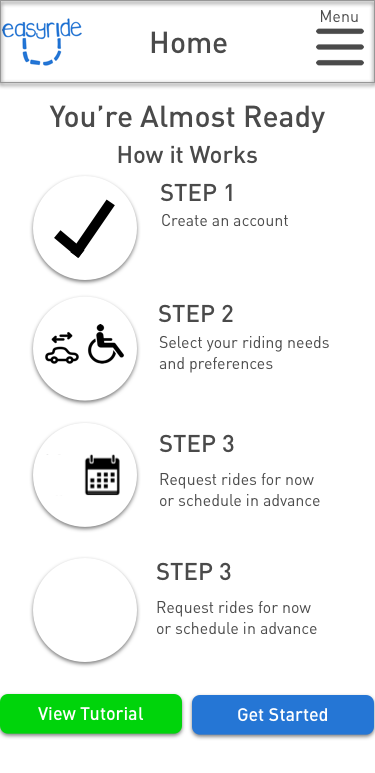 easyride
Menu
Home
You're Almost Ready
How it Works
STEP 1
Create an account
STEP 2
Select your riding needs
and preferences
STEP 3
Request rides for now
or schedule in advance
STEP 3
Request rides for now
or schedule in advance
View Tutorial
Get Started